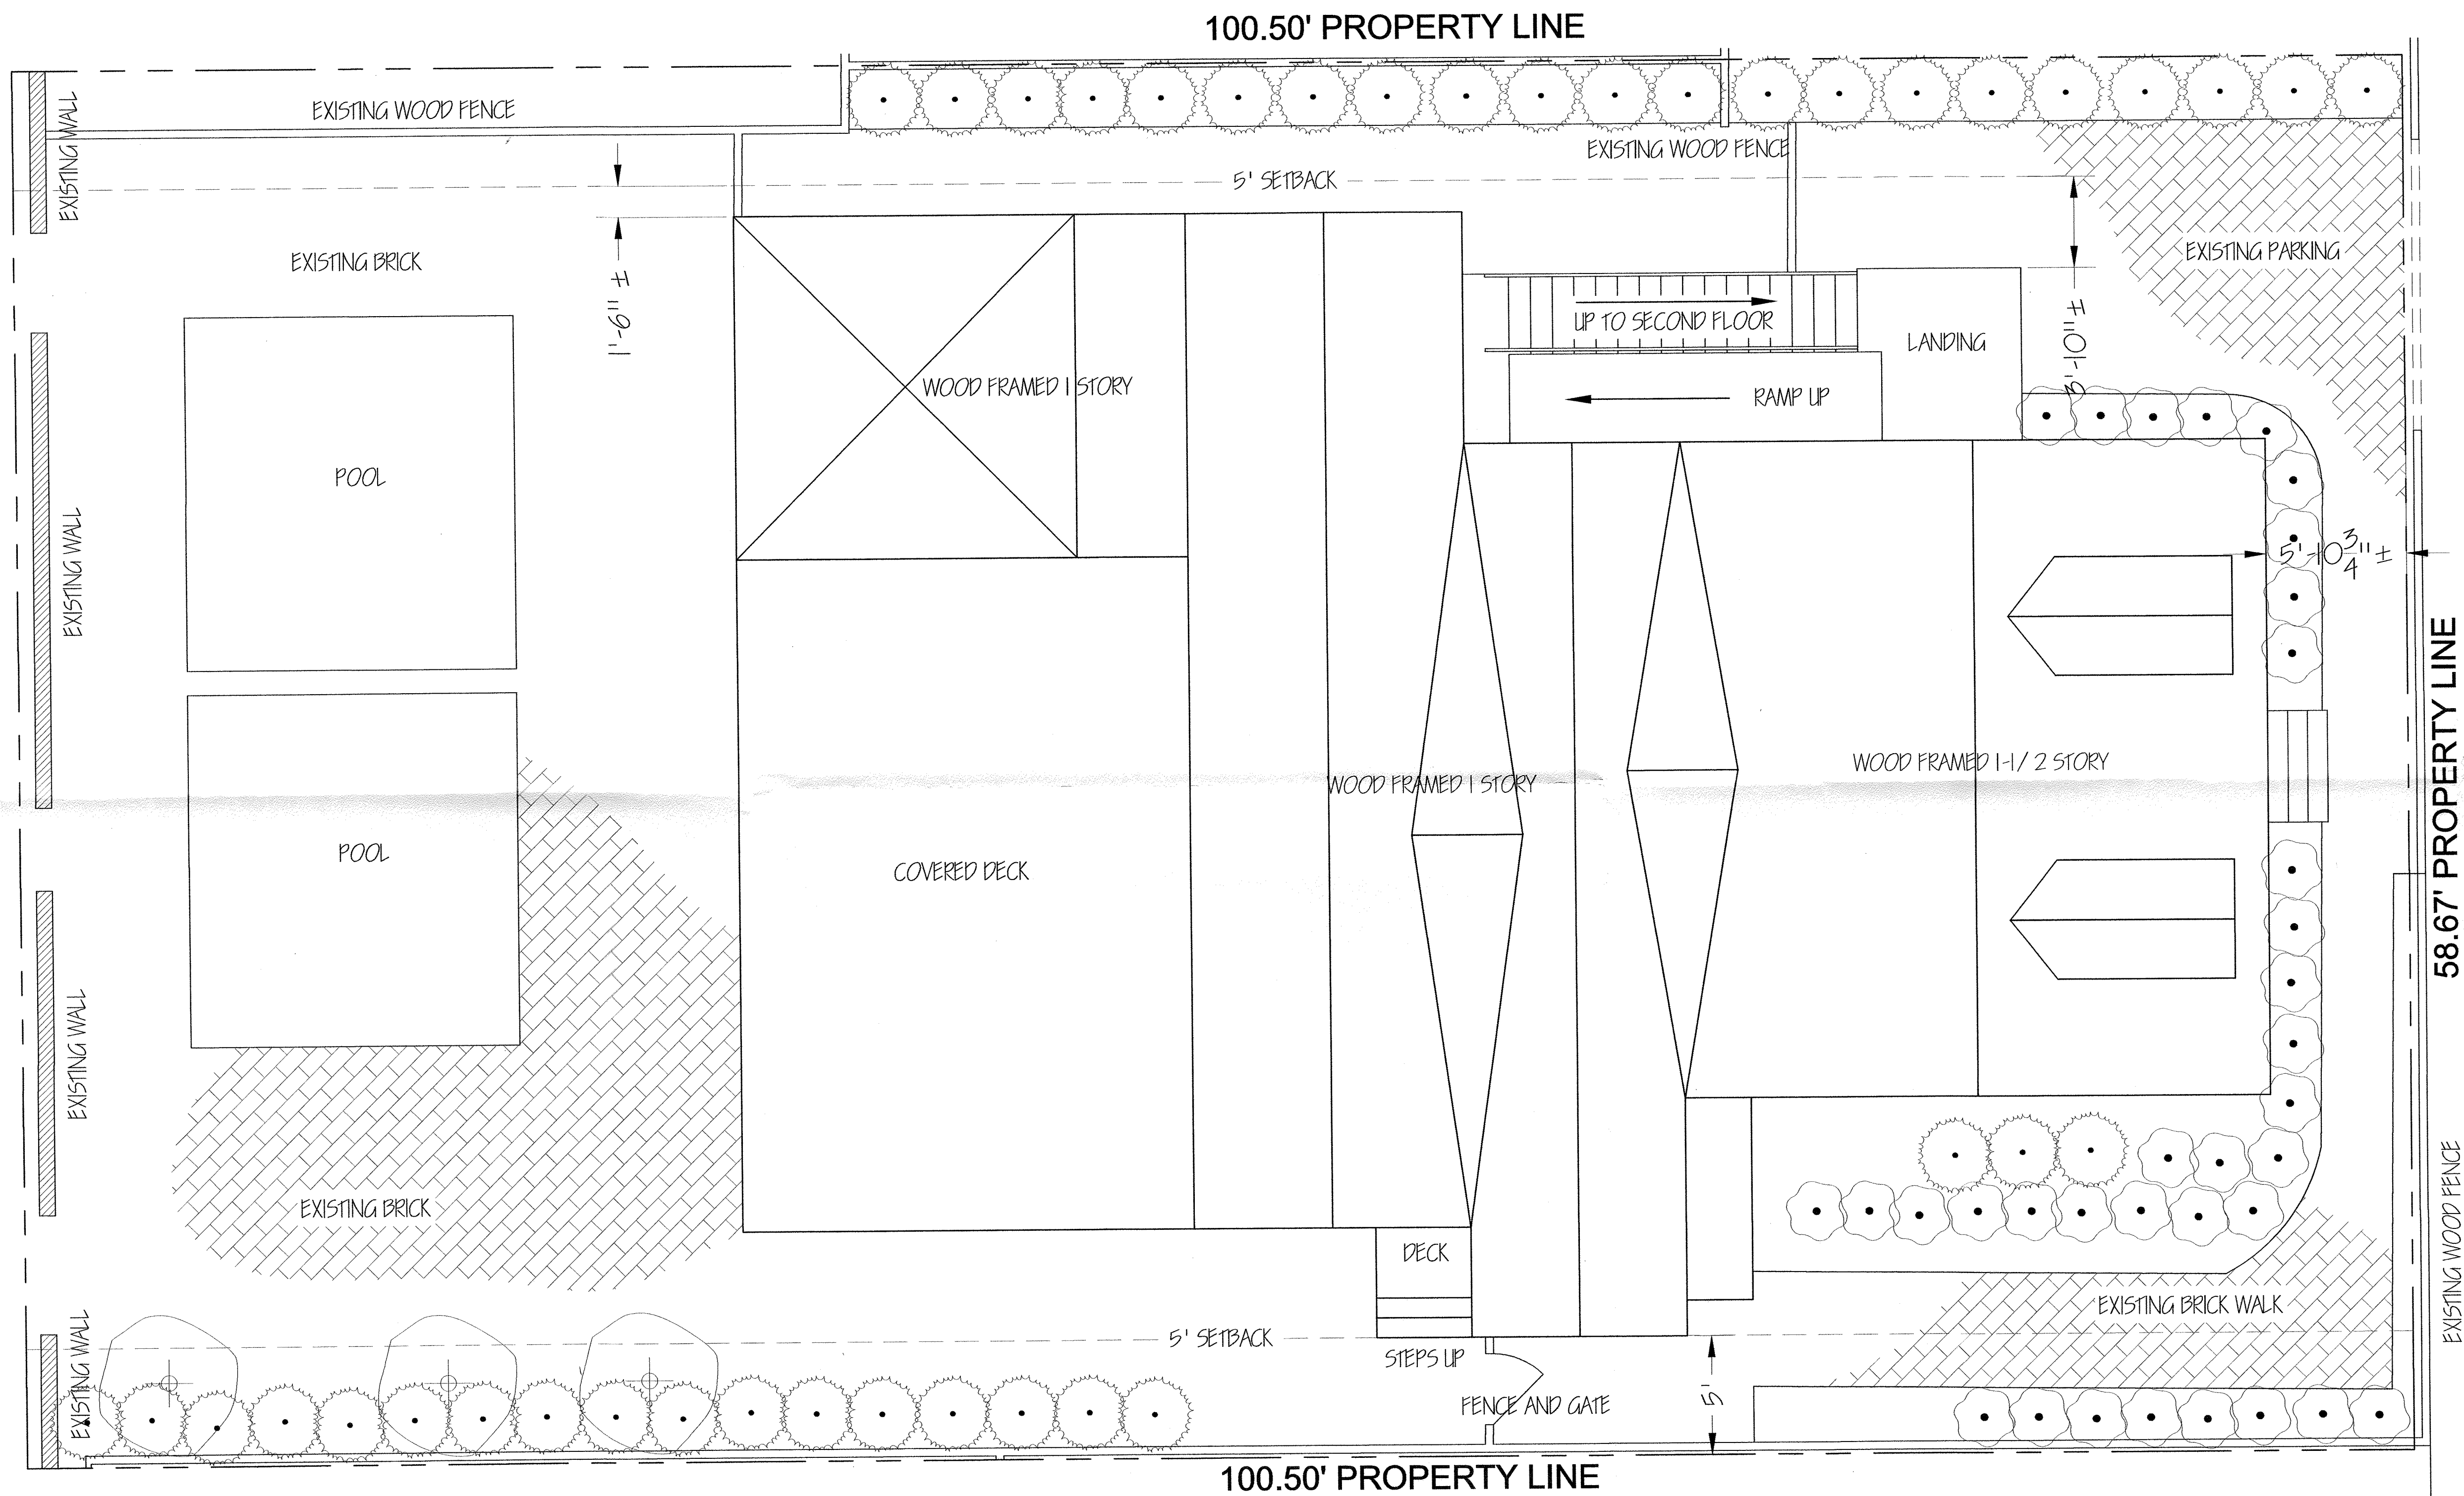 100.50' PROPERTY LINE
EXISTING WOOD FENCE
EXISTING WALL
EXISTING WOOD FENCE
5' SETBACK
EXISTING BRICK
EXISTING PARKING
1'-9" ±
3'-10" ±
UP TO SECOND FLOOR
LANDING
WOOD FRAMED 1 STORY
RAMP UP
POOL
EXISTING WALL
5'-10 3/4" ±
58.67' PROPERTY LINE
WOOD FRAMED 1 STORY
WOOD FRAMED 1-1/2 STORY
POOL
COVERED DECK
EXISTING WALL
EXISTING BRICK
DECK
EXISTING WOOD FENCE
EXISTING BRICK WALK
EXISTING WALL
5' SETBACK
STEPS UP
5'
FENCE AND GATE
100.50' PROPERTY LINE